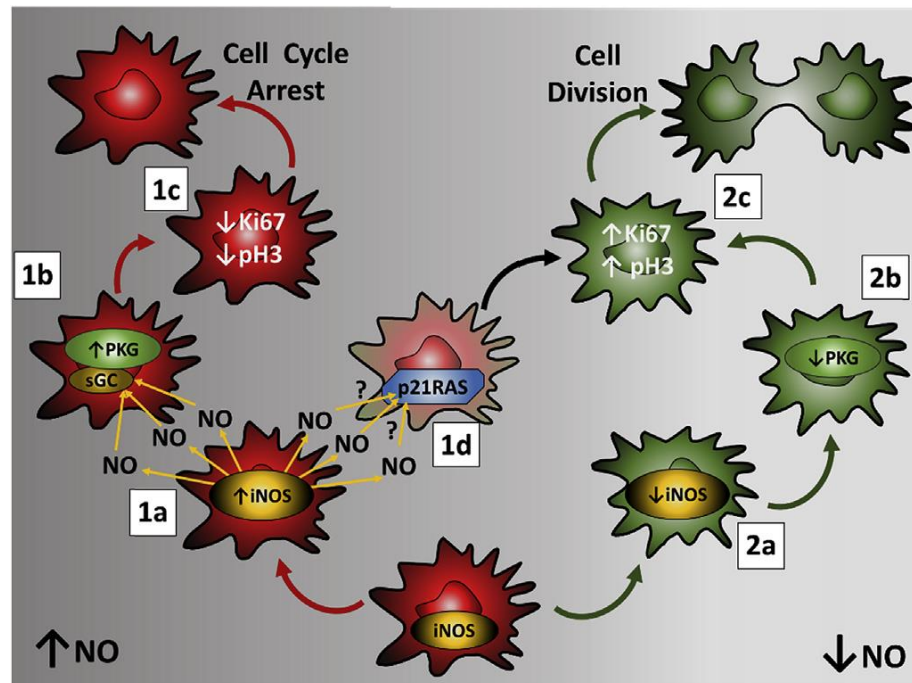 Cell Cycle
Arrest
Cell
Division
1c
2c
↓Ki67
↓pH3
↑Ki67
↑ pH3
1b
2b
↑PKG
sGC
↓PKG
p21RAS
?
?
NO
NO
NO
NO
NO
NO
1d
1a
↑iNOS
↓iNOS
2a
iNOS
↑NO
↓NO